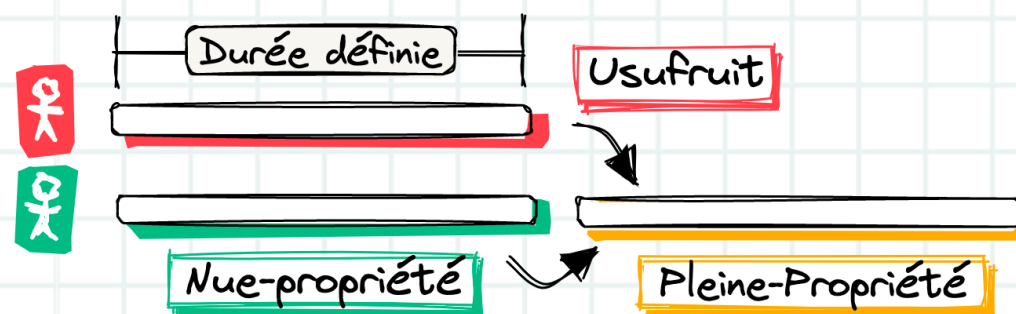 Durée définie
Usufruit
Nue-propriété
Pleine-Propriété